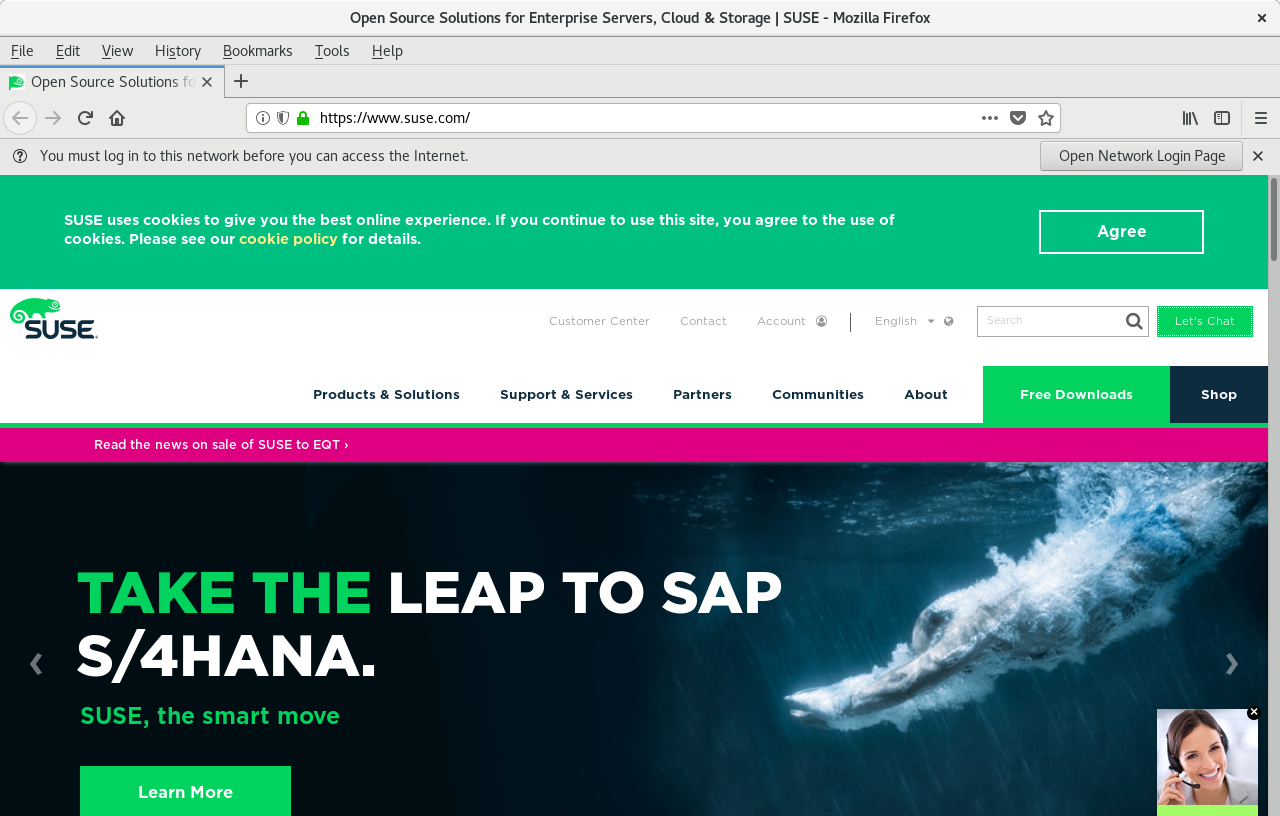 Open Source Solutions for Enterprise Servers, Cloud & Storage | SUSE - Mozilla Firefox
File Edit View History Bookmarks Tools Help
Open Source Solutions fo
https://www.suse.com/
You must log in to this network before you can access the Internet.
Open Network Login Page
SUSE uses cookies to give you the best online experience. If you continue to use this site, you agree to the use of
cookies. Please see our cookie policy for details.
Agree
SUSE
Customer Center Contact Account English Search Let's Chat
Products & Solutions Support & Services Partners Communities About Free Downloads Shop
Read the news on sale of SUSE to EQT ›
TAKE THE LEAP TO SAP
S/4HANA.
SUSE, the smart move
Learn More